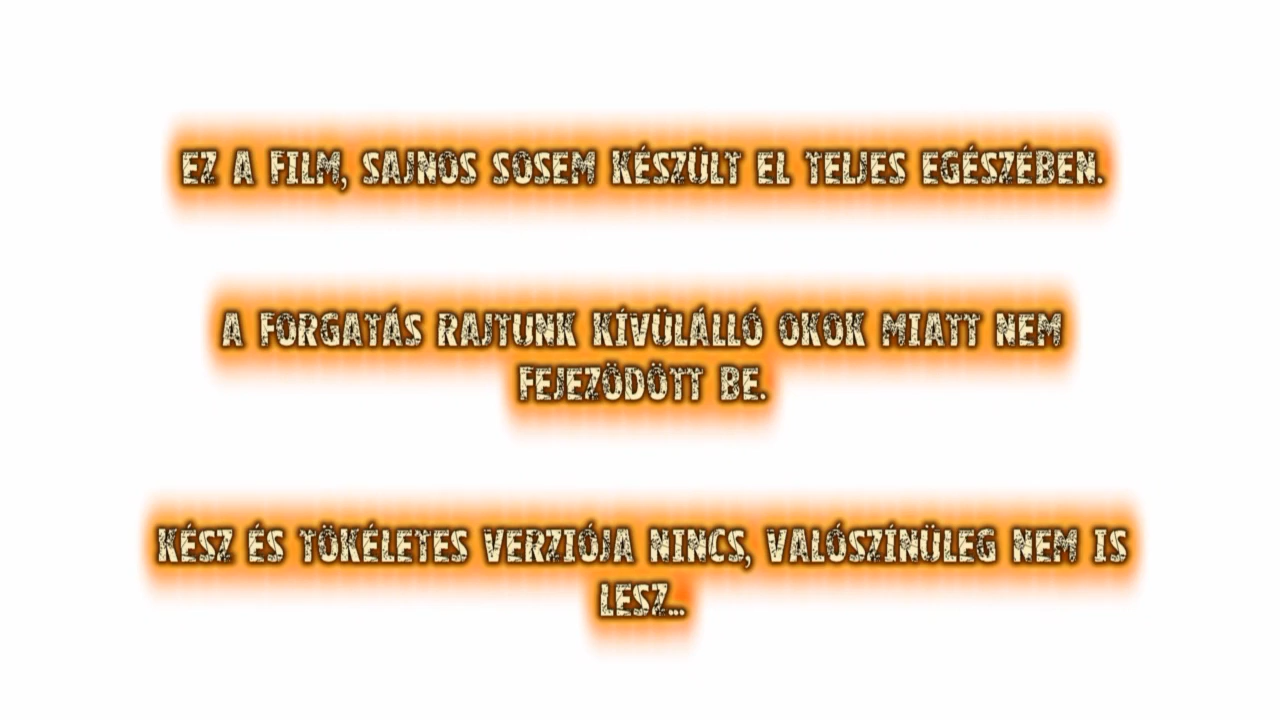 EZ A FILM, SAJNOS SOSEM KÉSZÜLT EL TELJES EGÉSZÉBEN.
A FORGATÁS RAJTUNK KÍVÜLÁLLÓ OKOK MIATT NEM
FEJEZÖDÖTT BE.
KÉSZ ÉS TÖKÉLETES VERZIÓJA NINCS, VALÓSZÍNÜLEG NEM IS
LESZ...